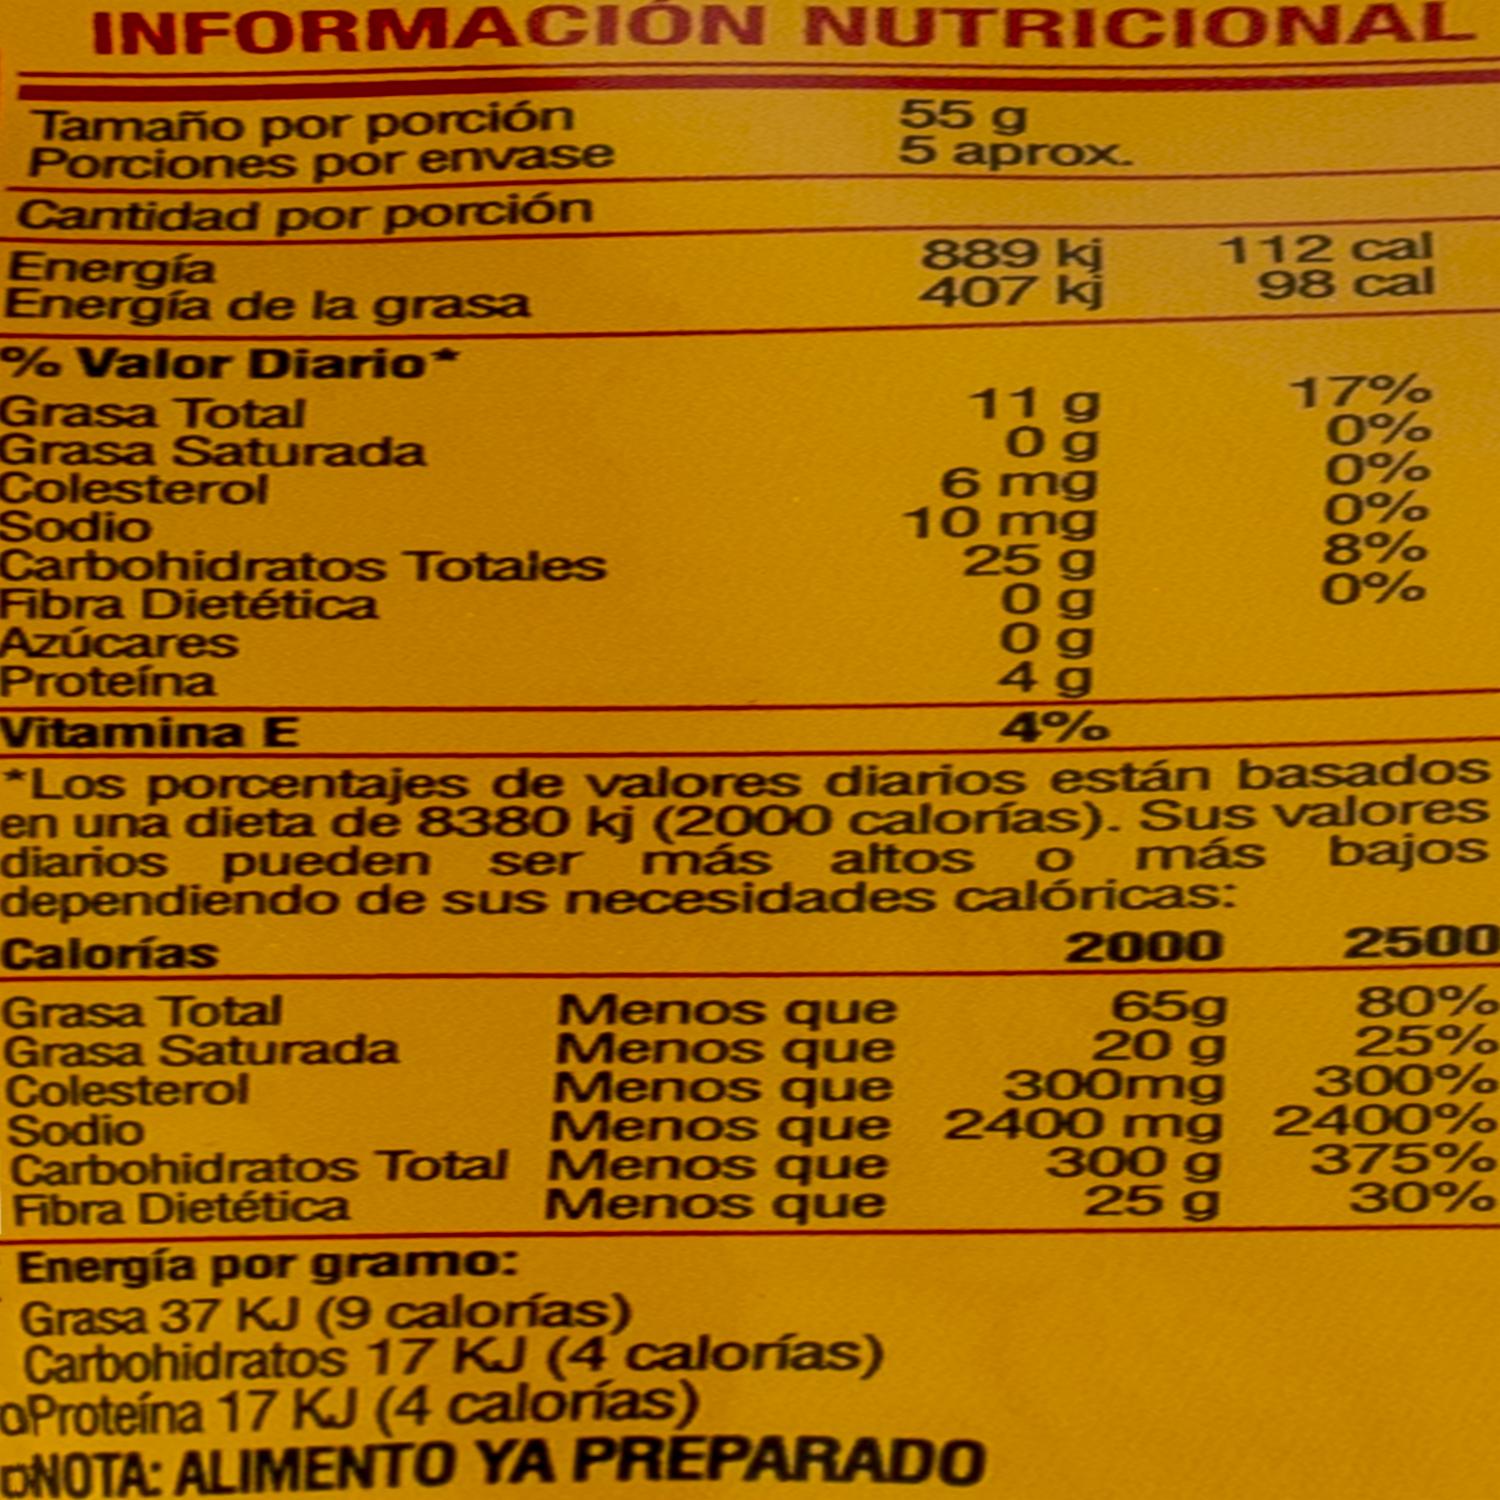 INFORMACIÓN NUTRICIONAL
Tamaño por porción 55 g
Porciones por envase 5 aprox.
Cantidad por porción
Energía 889 kj 112 cal
Energía de la grasa 407 kj 98 cal
% Valor Diario*
Grasa Total 11 g 17%
Grasa Saturada 0 g 0%
Colesterol 6 mg 0%
Sodio 10 mg 0%
Carbohidratos Totales 25 g 8%
Fibra Dietética 0 g 0%
Azúcares 0 g
Proteína 4 g
Vitamina E 4%
*Los porcentajes de valores diarios están basados
en una dieta de 8380 kj (2000 calorías). Sus valores
diarios pueden ser más altos o más bajos
dependiendo de sus necesidades calóricas:
Calorías 2000 2500
Grasa Total Menos que 65g 80%
Grasa Saturada Menos que 20 g 25%
Colesterol Menos que 300mg 300%
Sodio Menos que 2400 mg 2400%
Carbohidratos Total Menos que 300 g 375%
Fibra Dietética Menos que 25 g 30%
Energía por gramo:
Grasa 37 KJ (9 calorías)
Carbohidratos 17 KJ (4 calorías)
Proteína 17 KJ (4 calorías)
NOTA: ALIMENTO YA PREPARADO